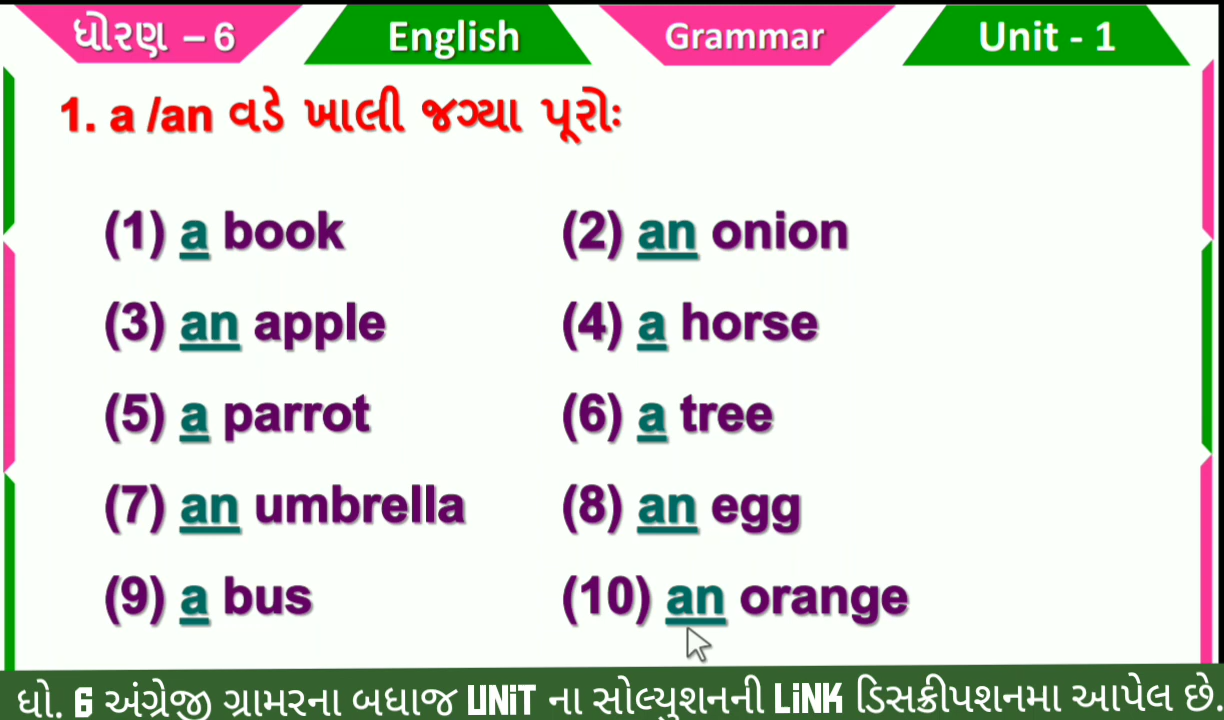 ધોરણ – 6 English Grammar Unit - 1
1. a /an વડે ખાલી જગ્યા પૂરોઃ
(1) a book (2) an onion
(3) an apple (4) a horse
(5) a parrot (6) a tree
(7) an umbrella (8) an egg
(9) a bus (10) an orange
ધો. 6 અંગ્રેજી ગ્રામરના બધાજ UNiT ના સોલ્યુશનની LiNK ડિસક્રીપશનમા આપેલ છે.